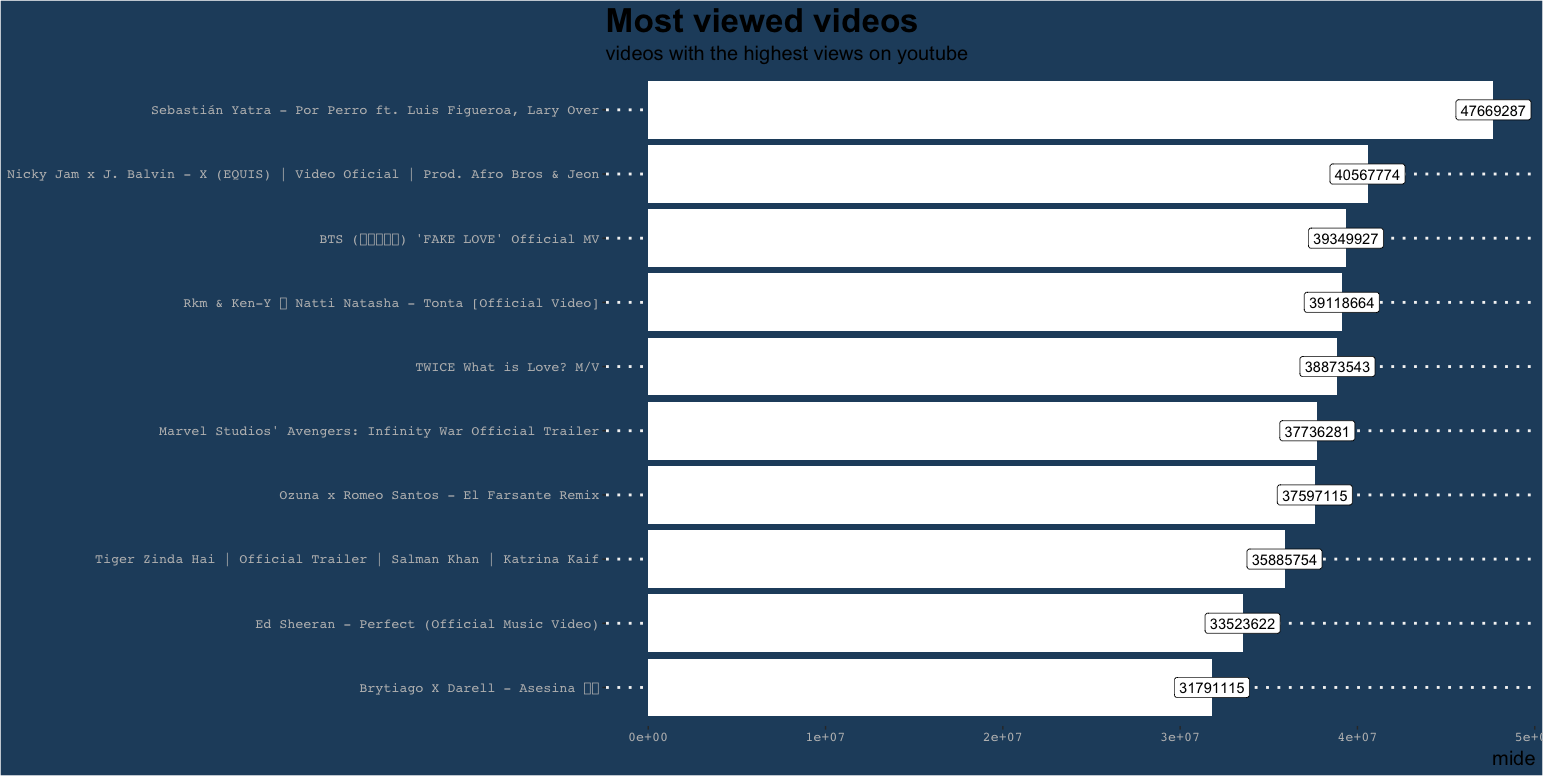 Most viewed videos
videos with the highest views on youtube
Sebastián Yatra - Por Perro ft. Luis Figueroa, Lary Over 47669287
Nicky Jam x J. Balvin - X (EQUIS) | Video Oficial | Prod. Afro Bros & Jeon 40567774
BTS (□□□□□) 'FAKE LOVE' Official MV 39349927
Rkm & Ken-Y □ Natti Natasha - Tonta [Official Video] 39118664
TWICE What is Love? M/V 38873543
Marvel Studios' Avengers: Infinity War Official Trailer 37736281
Ozuna x Romeo Santos - El Farsante Remix 37597115
Tiger Zinda Hai | Official Trailer | Salman Khan | Katrina Kaif 35885754
Ed Sheeran - Perfect (Official Music Video) 33523622
Brytiago X Darell - Asesina □□ 31791115
0e+00 1e+07 2e+07 3e+07 4e+07
mide